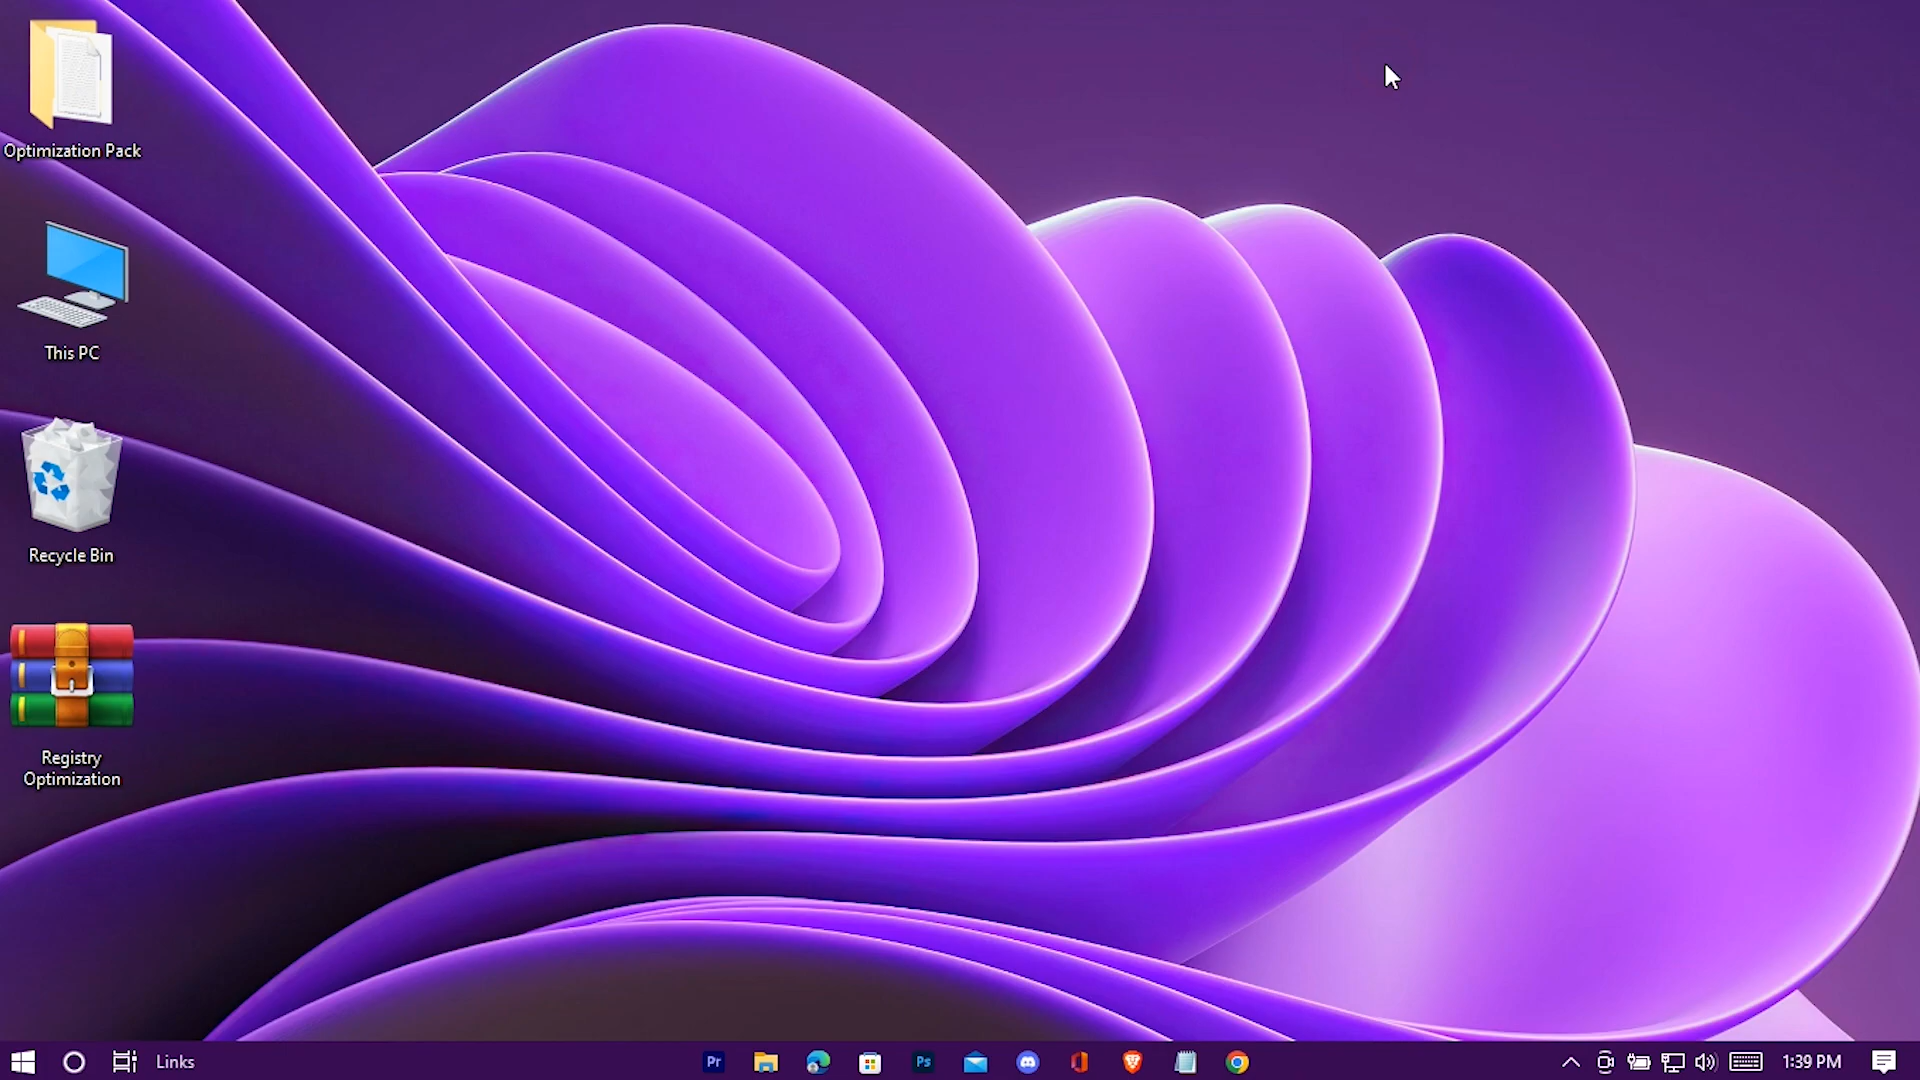 Optimization Pack
This PC
Recycle Bin
Registry
Optimization
Links
Pr
Ps
1:39 PM